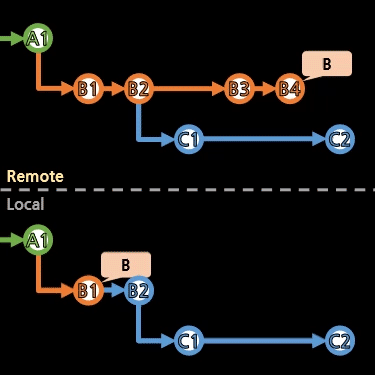 A1
B
B1 B2 B3 B4
C1 C2
Remote
Local
A1
B
B1 B2
C1 C2